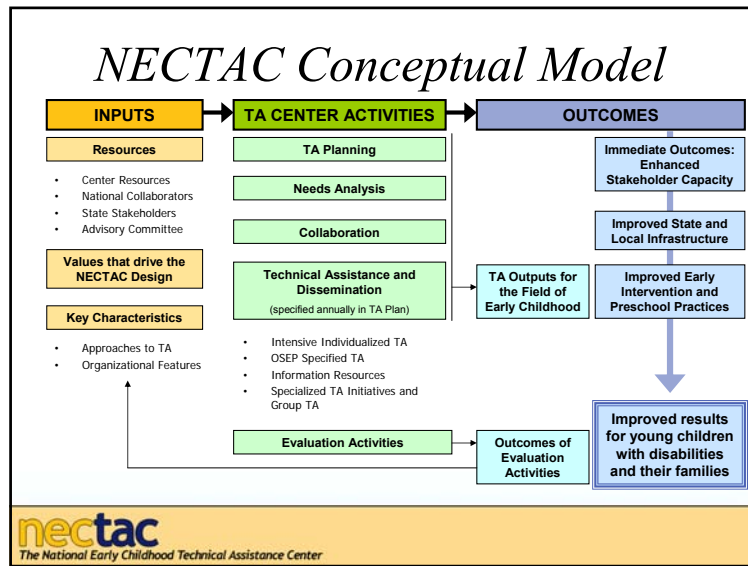 NECTAC Conceptual Model
INPUTS
TA CENTER ACTIVITIES
OUTCOMES
Resources
• Center Resources
• National Collaborators
• State Stakeholders
• Advisory Committee
Values that drive the
NECTAC Design
Key Characteristics
• Approaches to TA
• Organizational Features
TA Planning
Needs Analysis
Collaboration
Technical Assistance and
Dissemination
(specified annually in TA Plan)
• Intensive Individualized TA
• OSEP Specified TA
• Information Resources
• Specialized TA Initiatives and
Group TA
Evaluation Activities
TA Outputs for
the Field of
Early Childhood
Outcomes of
Evaluation
Activities
Immediate Outcomes:
Enhanced
Stakeholder Capacity
Improved State and
Local Infrastructure
Improved Early
Intervention and
Preschool Practices
Improved results
for young children
with disabilities
and their families
nectac
The National Early Childhood Technical Assistance Center